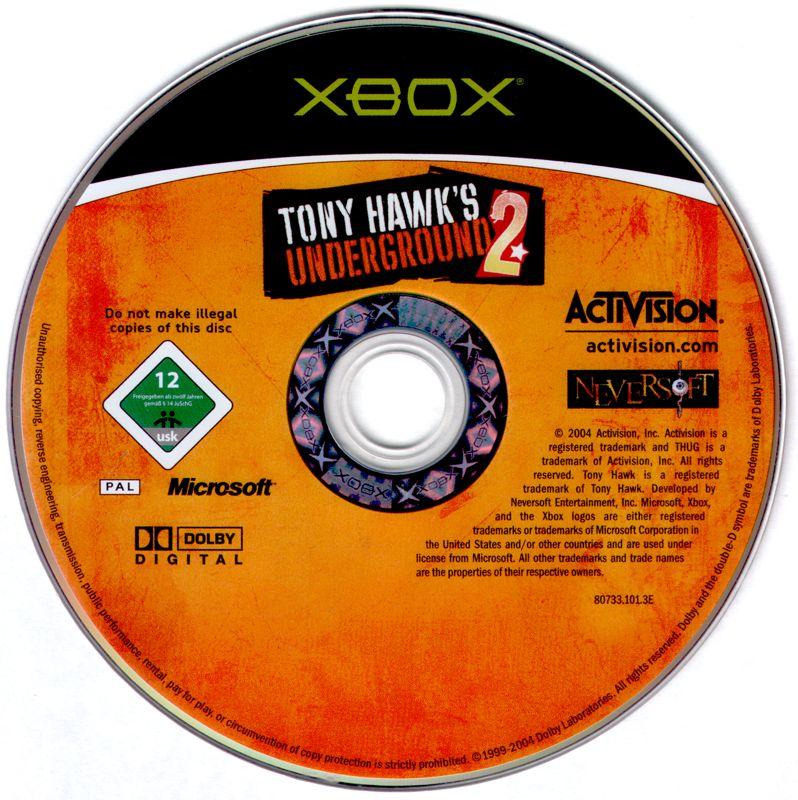 XBOX®
TONY HAWK'S
UNDERGROUND 2
Do not make illegal
copies of this disc
12
Freigegeben ab zwölf Jahren
gemäß § 14 JuSchG
usk
PAL
Microsoft
DOLBY
DIGITAL
XBOX
XBOX
XBOX
XBOX
ACTIVISION.
activision.com
NEVERSOFT
© 2004 Activision, Inc. Activision is a
registered trademark and THUG is a
trademark of Activision, Inc. All rights
reserved. Tony Hawk is a registered
trademark of Tony Hawk. Developed by
Neversoft Entertainment, Inc. Microsoft, Xbox,
and the Xbox logos are either registered
trademarks or trademarks of Microsoft Corporation in
the United States and/or other countries and are used under
license from Microsoft. All other trademarks and trade names
are the properties of their respective owners.
80733.101.3E
Unauthorised copying, reverse engineering, transmission, public performance, rental, pay for play, or circumvention of copy protection is strictly prohibited. ©1999-2004 Dolby Laboratories. All rights reserved. Dolby and the double-D symbol are trademarks of Dolby Laboratories.